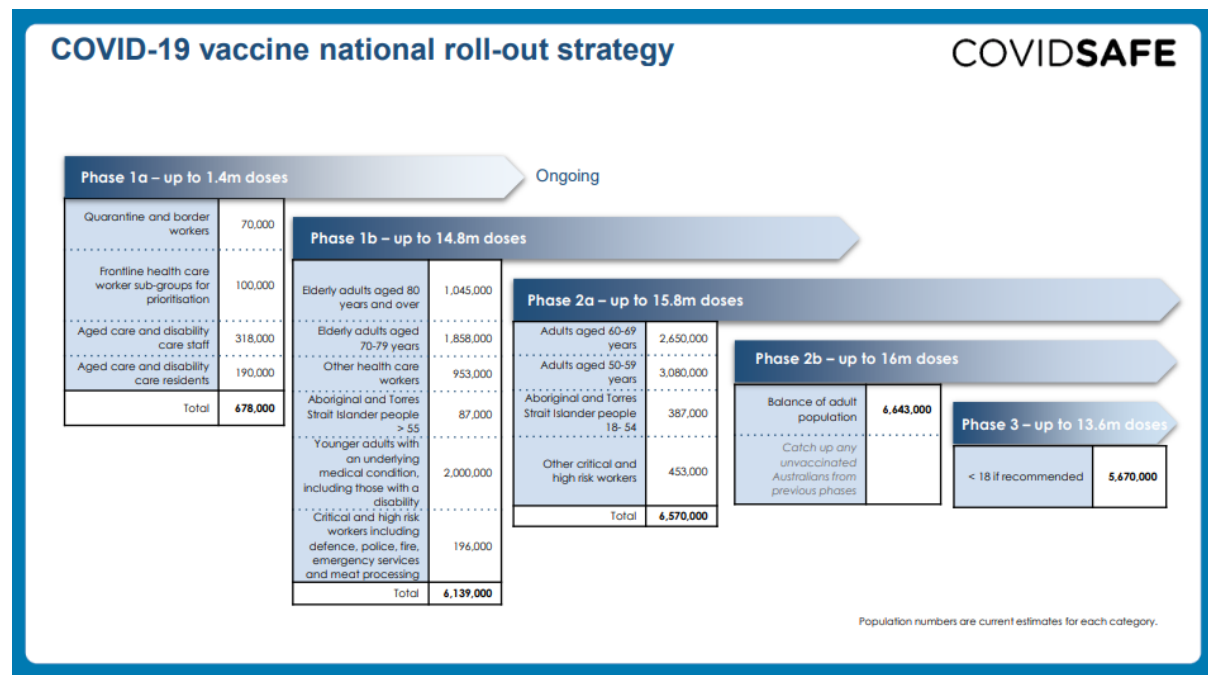 COVID-19 vaccine national roll-out strategy
COVIDSAFE
Phase 1a – up to 1.4m doses
Ongoing
Quarantine and border
workers
70,000
Frontline health care
worker sub-groups for
prioritisation
100,000
Aged care and disability
care staff
318,000
Aged care and disability
care residents
190,000
Total
678,000
Phase 1b – up to 14.8m doses
Elderly adults aged 80
years and over
1,045,000
Elderly adults aged
70-79 years
1,858,000
Other health care
workers
953,000
Aboriginal and Torres
Strait Islander people
> 55
87,000
Younger adults with
an underlying
medical condition,
including those with a
disability
2,000,000
Critical and high risk
workers including
defence, police, fire,
emergency services
and meat processing
196,000
Total
6,139,000
Phase 2a – up to 15.8m doses
Adults aged 60-69
years
2,650,000
Adults aged 50-59
years
3,080,000
Aboriginal and Torres
Strait Islander people
18- 54
387,000
Other critical and
high risk workers
453,000
Total
6,570,000
Phase 2b – up to 16m doses
Balance of adult
population
6,643,000
Catch up any
unvaccinated
Australians from
previous phases
Phase 3 – up to 13.6m doses
< 18 if recommended
5,670,000
Population numbers are current estimates for each category.